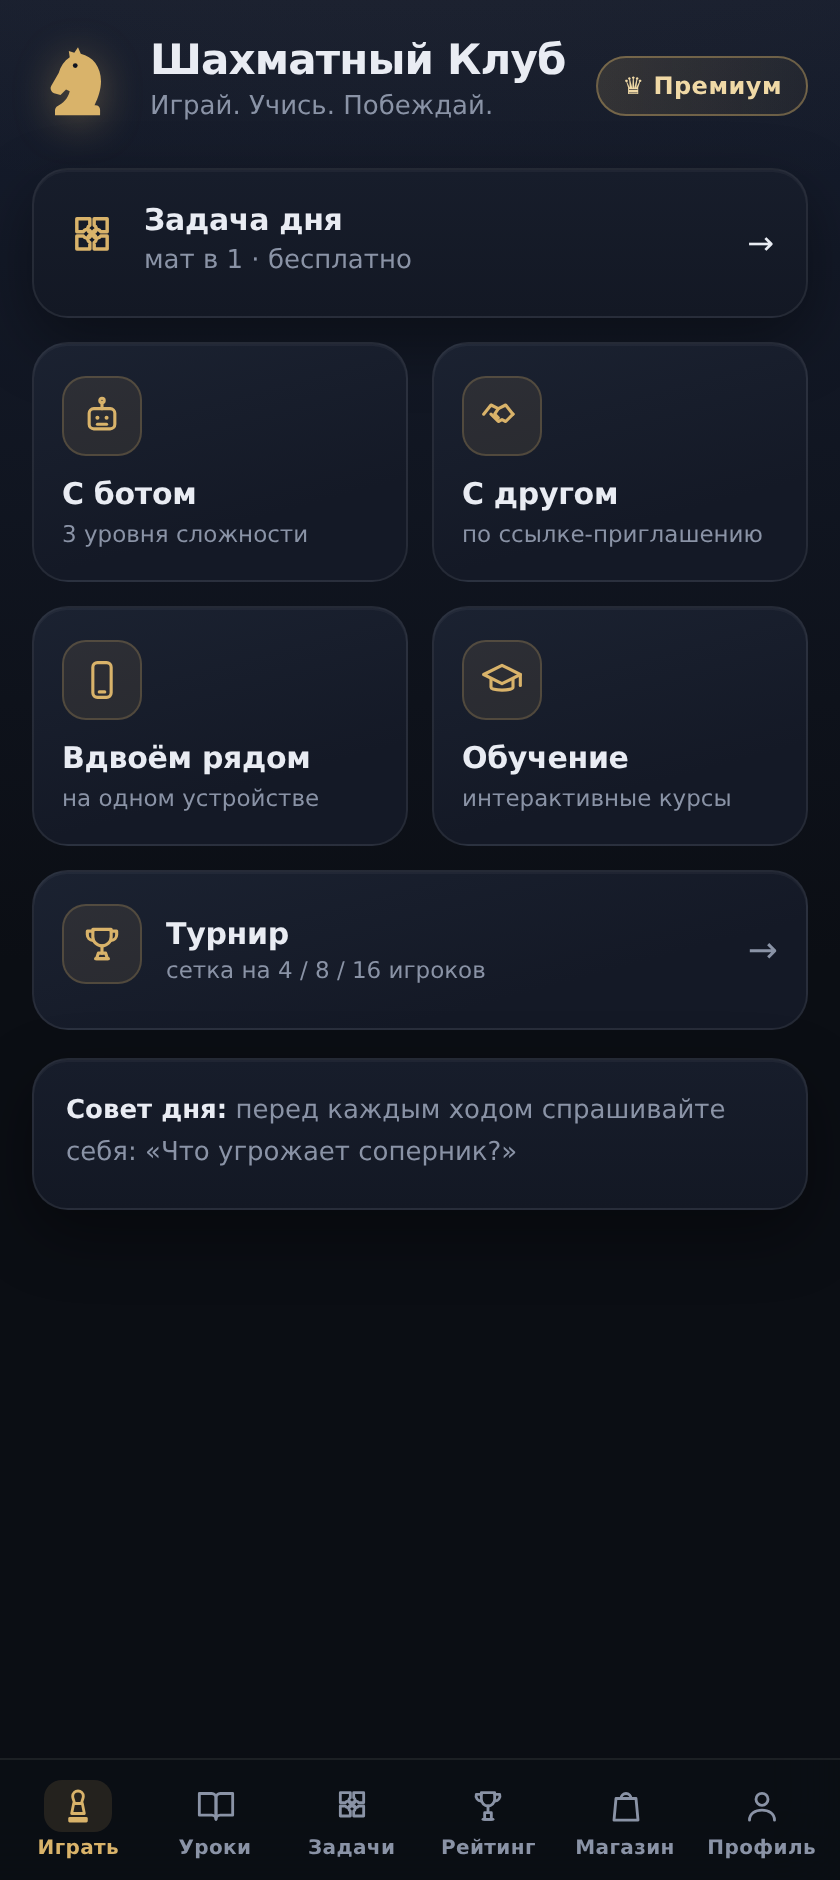 Шахматный Клуб
Играй. Учись. Побеждай.
♛ Премиум
Задача дня
мат в 1 · бесплатно
→
С ботом
3 уровня сложности
С другом
по ссылке-приглашению
Вдвоём рядом
на одном устройстве
Обучение
интерактивные курсы
Турнир
сетка на 4 / 8 / 16 игроков
→
Совет дня: перед каждым ходом спрашивайте
себя: «Что угрожает соперник?»
Играть
Уроки
Задачи
Рейтинг
Магазин
Профиль